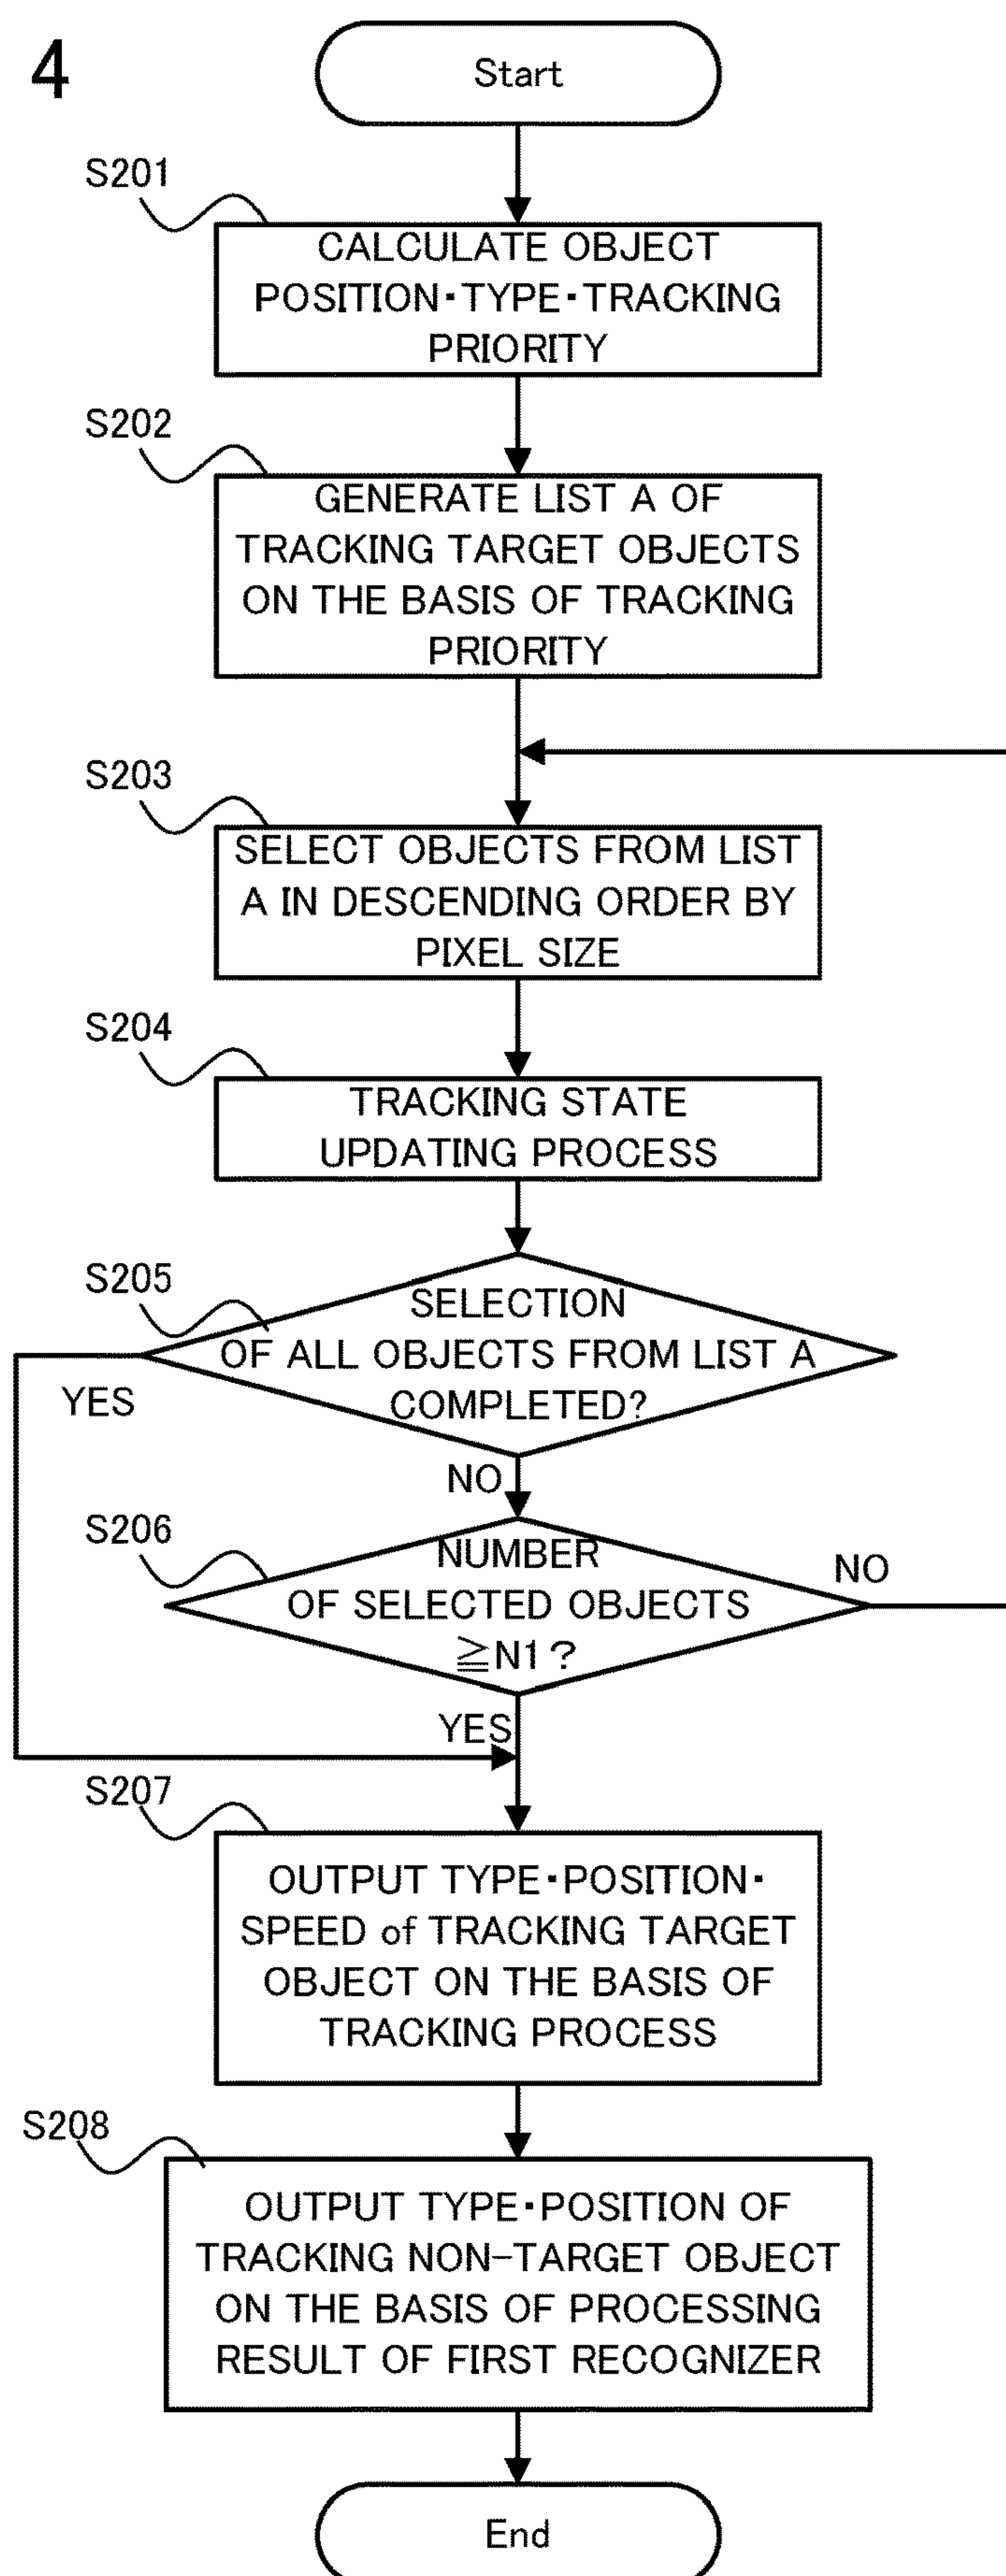 4
Start
S201
CALCULATE OBJECT
POSITION・TYPE・TRACKING
PRIORITY
S202
GENERATE LIST A OF
TRACKING TARGET OBJECTS
ON THE BASIS OF TRACKING
PRIORITY
S203
SELECT OBJECTS FROM LIST
A IN DESCENDING ORDER BY
PIXEL SIZE
S204
TRACKING STATE
UPDATING PROCESS
S205
SELECTION
OF ALL OBJECTS FROM LIST A
COMPLETED?
YES
NO
S206
NUMBER
OF SELECTED OBJECTS
≧N1?
NO
YES
S207
OUTPUT TYPE・POSITION・
SPEED of TRACKING TARGET
OBJECT ON THE BASIS OF
TRACKING PROCESS
S208
OUTPUT TYPE・POSITION OF
TRACKING NON-TARGET OBJECT
ON THE BASIS OF PROCESSING
RESULT OF FIRST RECOGNIZER
End